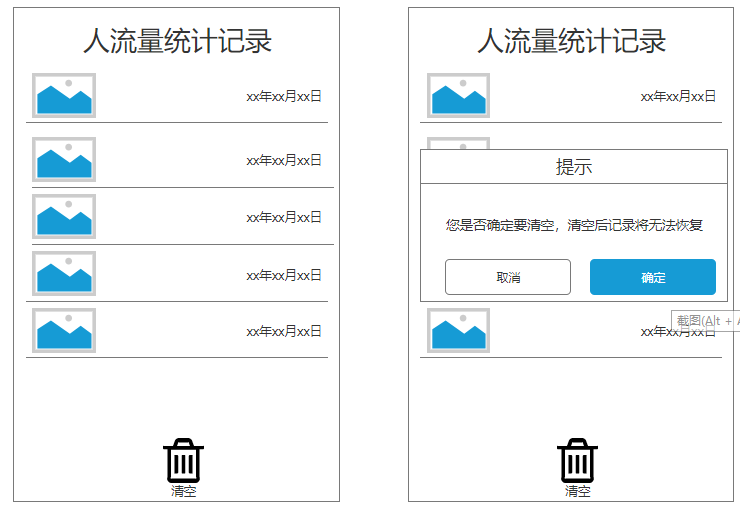 人流量统计记录
xx年xx月xx日
xx年xx月xx日
xx年xx月xx日
xx年xx月xx日
xx年xx月xx日
清空
人流量统计记录
xx年xx月xx日
提示
您是否确定要清空，清空后记录将无法恢复
取消
确定
截图(Alt + A
xx年xx月xx日
清空